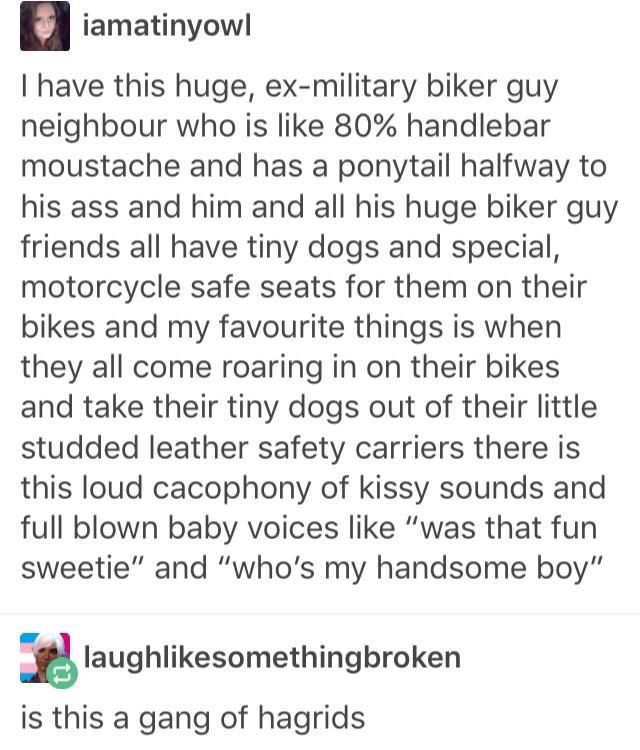 iamatinyowl
I have this huge, ex-military biker guy
neighbour who is like 80% handlebar
moustache and has a ponytail halfway to
his ass and him and all his huge biker guy
friends all have tiny dogs and special,
motorcycle safe seats for them on their
bikes and my favourite things is when
they all come roaring in on their bikes
and take their tiny dogs out of their little
studded leather safety carriers there is
this loud cacophony of kissy sounds and
full blown baby voices like “was that fun
sweetie” and “who’s my handsome boy”
laughlikesomethingbroken
is this a gang of hagrids